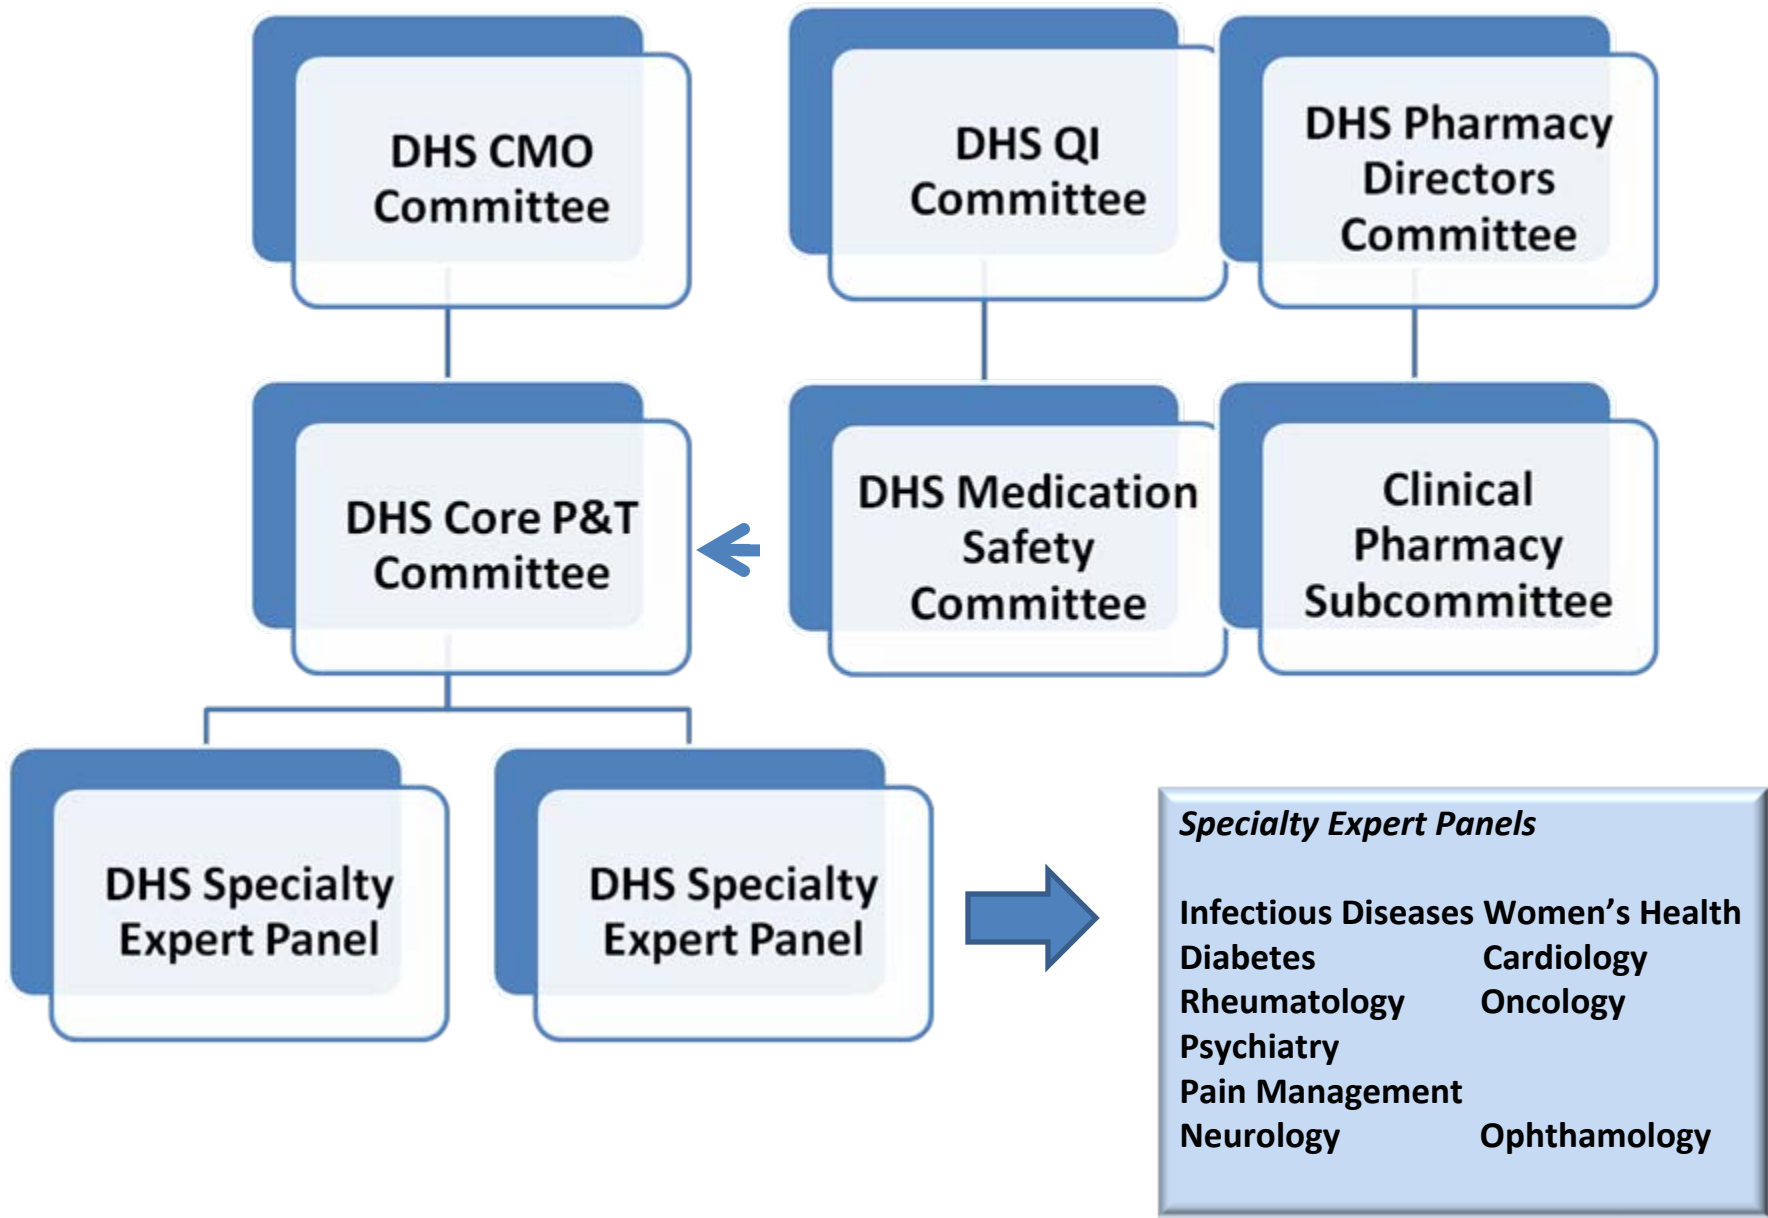 DHS CMO
Committee
DHS QI
Committee
DHS Pharmacy
Directors
Committee
DHS Core P&T
Committee
DHS Medication
Safety
Committee
Clinical
Pharmacy
Subcommittee
DHS Specialty
Expert Panel
DHS Specialty
Expert Panel
Specialty Expert Panels
Infectious Diseases Women’s Health
Diabetes Cardiology
Rheumatology Oncology
Psychiatry
Pain Management
Neurology Ophthamology